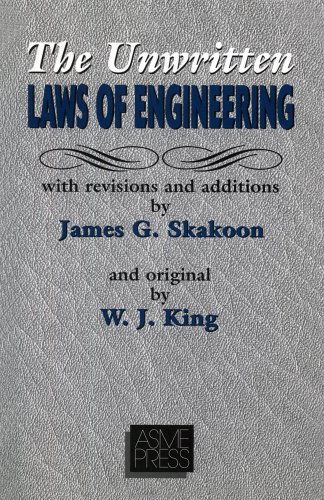 The Unwritten
LAWS OF ENGINEERING
with revisions and additions
by
James G. Skakoon
and original
by
W. J. King
ASME
PRESS